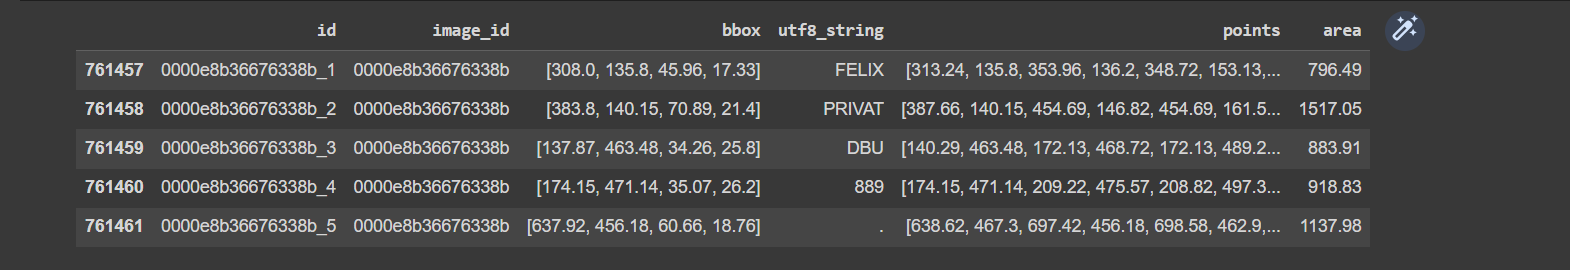 id image_id bbox utf8_string points area
761457 0000e8b36676338b_1 0000e8b36676338b [308.0, 135.8, 45.96, 17.33] FELIX [313.24, 135.8, 353.96, 136.2, 348.72, 153.13,... 796.49
761458 0000e8b36676338b_2 0000e8b36676338b [383.8, 140.15, 70.89, 21.4] PRIVAT [387.66, 140.15, 454.69, 146.82, 454.69, 161.5... 1517.05
761459 0000e8b36676338b_3 0000e8b36676338b [137.87, 463.48, 34.26, 25.8] DBU [140.29, 463.48, 172.13, 468.72, 172.13, 489.2... 883.91
761460 0000e8b36676338b_4 0000e8b36676338b [174.15, 471.14, 35.07, 26.2] 889 [174.15, 471.14, 209.22, 475.57, 208.82, 497.3... 918.83
761461 0000e8b36676338b_5 0000e8b36676338b [637.92, 456.18, 60.66, 18.76] . [638.62, 467.3, 697.42, 456.18, 698.58, 462.9,... 1137.98